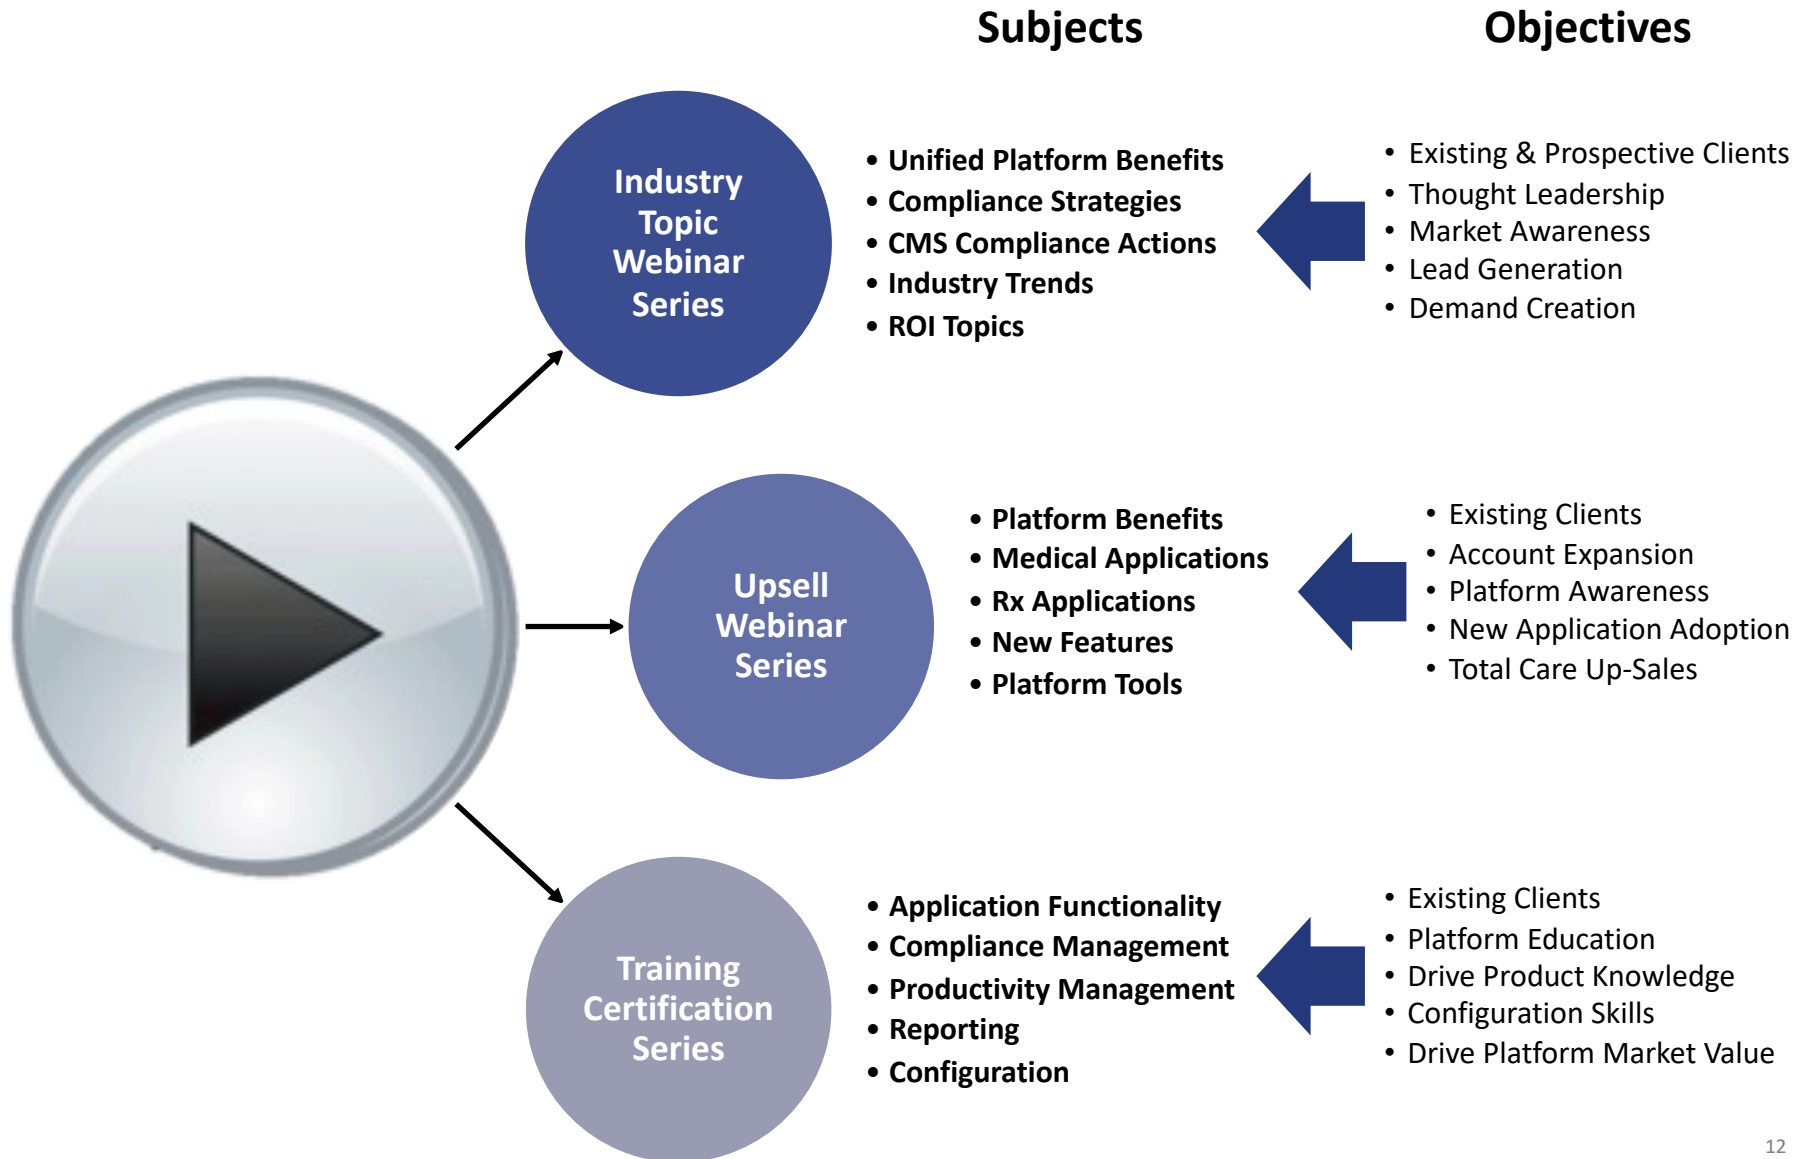 Subjects
Objectives
Industry
Topic
Webinar
Series
• Unified Platform Benefits
• Compliance Strategies
• CMS Compliance Actions
• Industry Trends
• ROI Topics
• Existing & Prospective Clients
• Thought Leadership
• Market Awareness
• Lead Generation
• Demand Creation
Upsell
Webinar
Series
• Platform Benefits
• Medical Applications
• Rx Applications
• New Features
• Platform Tools
• Existing Clients
• Account Expansion
• Platform Awareness
• New Application Adoption
• Total Care Up-Sales
Training
Certification
Series
• Application Functionality
• Compliance Management
• Productivity Management
• Reporting
• Configuration
• Existing Clients
• Platform Education
• Drive Product Knowledge
• Configuration Skills
• Drive Platform Market Value
12